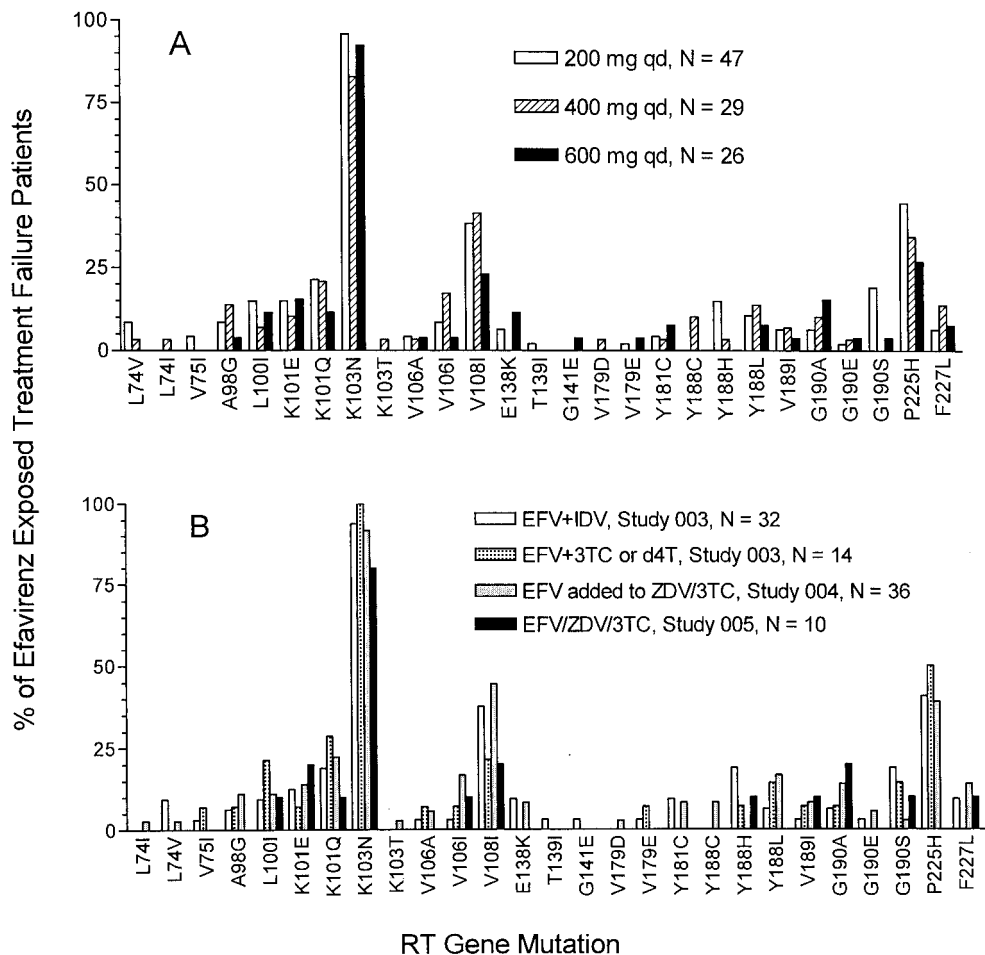 % of Efavirenz Exposed Treatment Failure Patients
A
200 mg qd, N = 47
400 mg qd, N = 29
600 mg qd, N = 26
100
75
50
25
0
L74V
L74I
V75I
A98G
L100I
K101E
K101Q
K103N
K103T
V106A
V106I
V108I
E138K
T139I
G141E
V179D
V179E
Y181C
Y188C
Y188H
Y188L
V189I
G190A
G190E
G190S
P225H
F227L
B
EFV+IDV, Study 003, N = 32
EFV+3TC or d4T, Study 003, N = 14
EFV added to ZDV/3TC, Study 004, N = 36
EFV/ZDV/3TC, Study 005, N = 10
100
75
50
25
0
L74I
L74V
V75I
A98G
L100I
K101E
K101Q
K103N
K103T
V106A
V106I
V108I
E138K
T139I
G141E
V179D
V179E
Y181C
Y188C
Y188H
Y188L
V189I
G190A
G190E
G190S
P225H
F227L
RT Gene Mutation